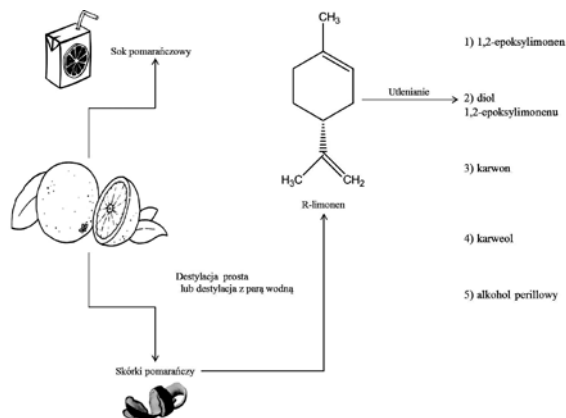 CH₃
1) 1,2-epoksylimonen
Sok pomarańczowy
Utlenianie
2) diol
1,2-epoksylimonenu
3) karwon
H₃C
CH₂
R-limonen
4) karweol
Destylacja prosta
lub destylacja z parą wodną
5) alkohol perillowy
Skórki pomarańczy